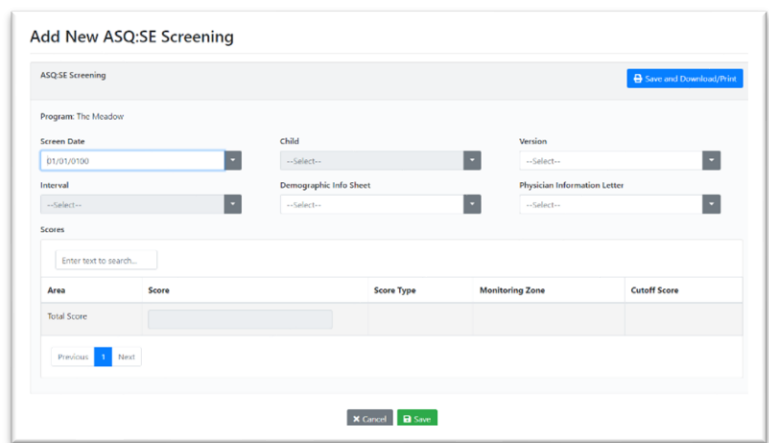 Add New ASQ:SE Screening
ASQ:SE Screening
Save and Download/Print
Program: The Meadow
Screen Date Child Version
01/01/0100 --Select-- --Select--
Interval Demographic Info Sheet Physician Information Letter
--Select-- --Select-- --Select--
Scores
Enter text to search...
Area Score Score Type Monitoring Zone Cutoff Score
Total Score
Previous 1 Next
Cancel Save